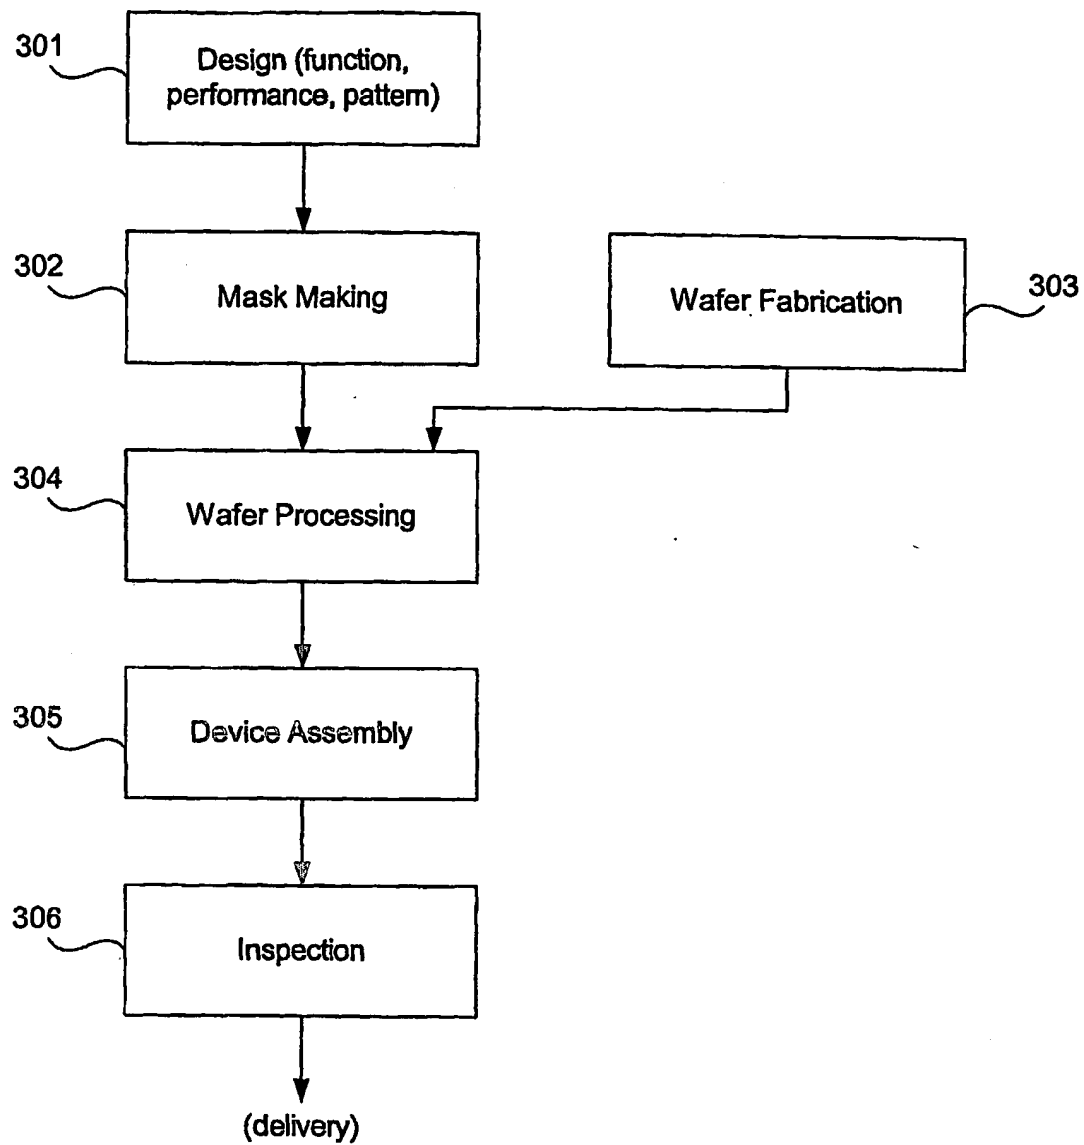 301
Design (function,
performance, pattern)
302
Mask Making
Wafer Fabrication
303
304
Wafer Processing
305
Device Assembly
306
Inspection
(delivery)